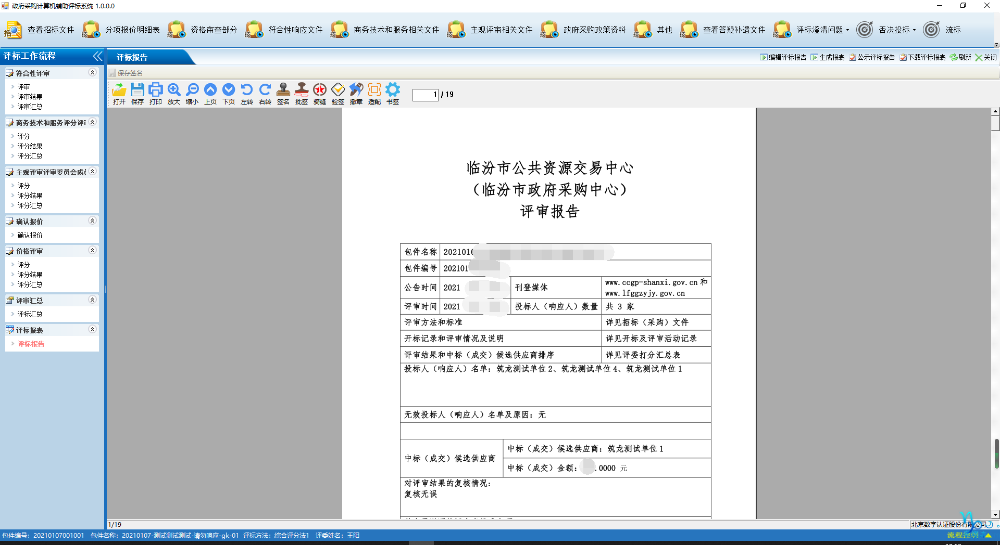 政府采购计算机辅助评标系统 1.0.0.0
查看招标文件 分项报价明细表 资格审查部分 符合性响应文件 商务技术和服务相关文件 主观评审相关文件 政府采购政策资料 其他 查看答疑补遗文件 评标澄清问题 否决投标 流标
评标工作流程
符合性评审
评审
评审结果
评审汇总
商务技术和服务评分评审
评分
评分结果
评分汇总
主观评审评审委员会成员
评分
评分结果
评分汇总
确认报价
确认报价
价格评审
评分
评分结果
评分汇总
评审汇总
评标汇总
评标报表
评标报告
评标报告
编辑评标报告 生成报表 公示评标报告 下载评标报表 刷新 关闭
保存签名
打开 保存 打印 放大 缩小 上页 下页 左转 右转 签名 批签 骑缝 验签 撤章 适配 书签
1 / 19
临汾市公共资源交易中心
（临汾市政府采购中心）
评审报告
包件名称 2021010
包件编号 202101
公告时间 2021 刊登媒体 www.ccgp-shanxi.gov.cn 和
www.lfggzyjy.gov.cn
评审时间 2021 投标人（响应人）数量 共 3 家
评审方法和标准 详见招标（采购）文件
开标记录和评审情况及说明 详见开标及评审活动记录
评审结果和中标（成交）候选供应商排序 详见评委打分汇总表
投标人（响应人）名单：筑龙测试单位2、筑龙测试单位4、筑龙测试单位1
无效投标人（响应人）名单及原因：无
中标（成交）候选供应商
中标（成交）候选供应商：筑龙测试单位1
中标（成交）金额： .0000 元
对评审结果的复核情况：
复核无误
1/19
北京数字认证股份有限公司
包件编号：20210107001001 包件名称：20210107-测试测试测试-请勿响应-gk-01 评标方法：综合评分法1 评委姓名：王阳